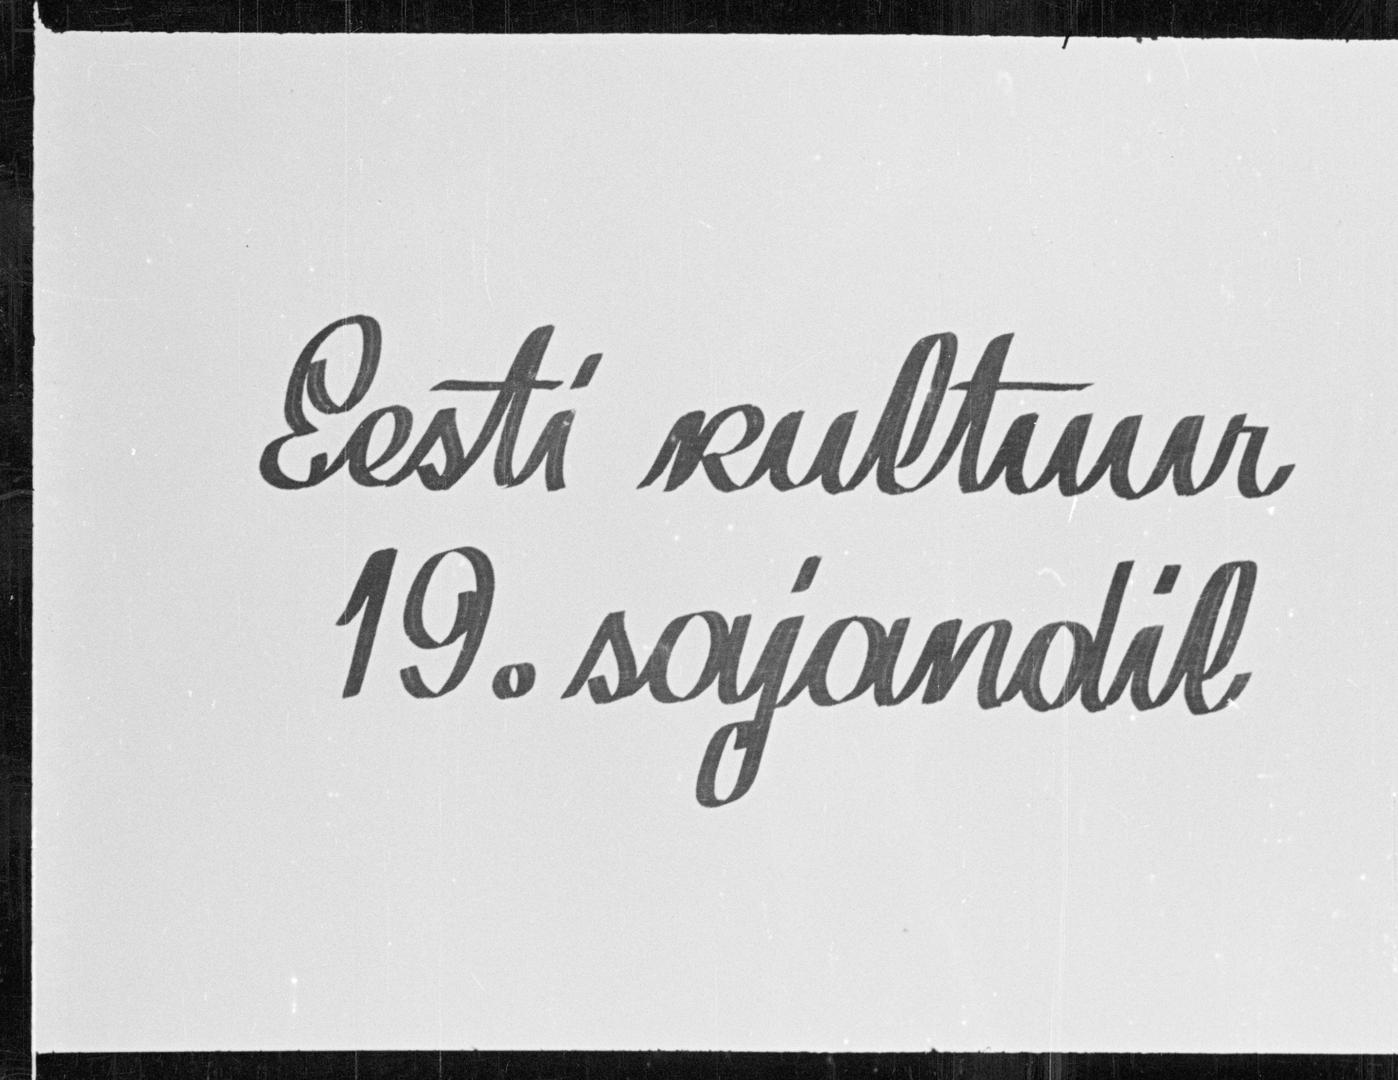 Eesti kultuur
19. sajandil